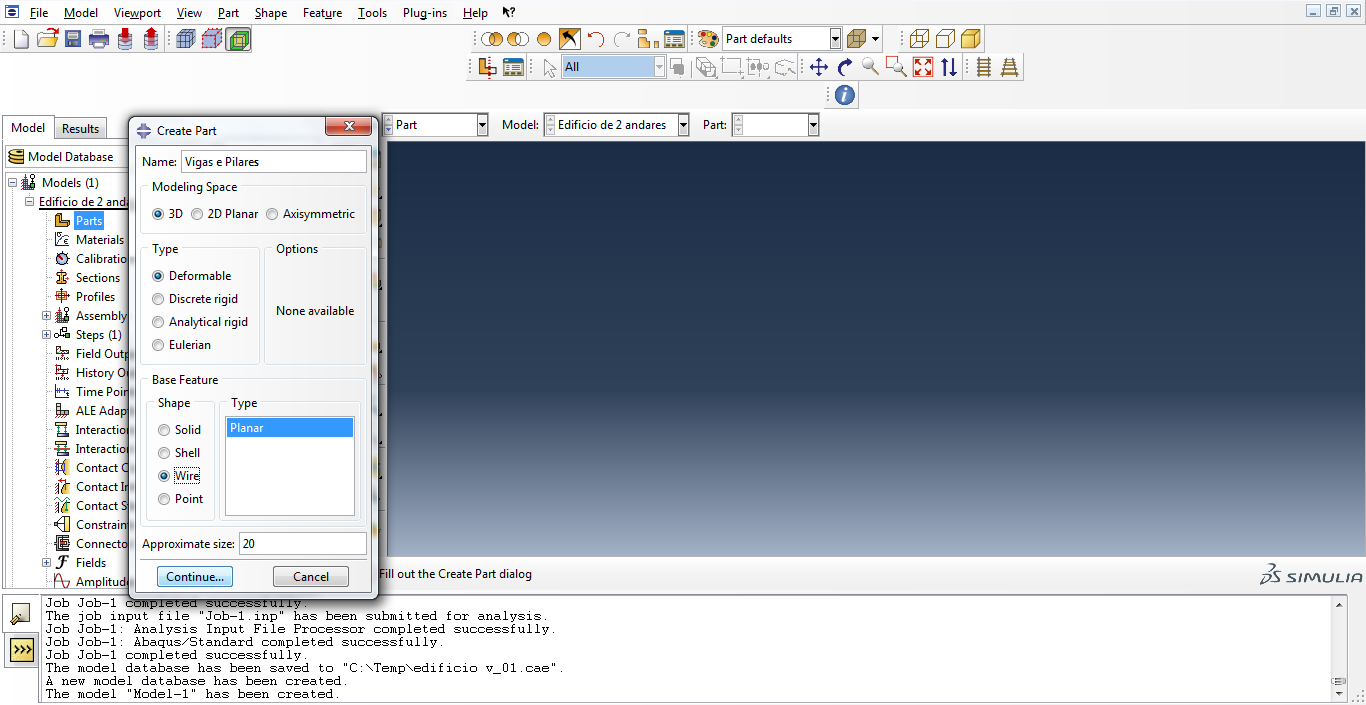 File Model Viewport View Part Shape Feature Tools Plug-ins Help
Part defaults
All
i
Model Results
Part Model: Edificio de 2 andares Part:
Model Database
Models (1)
Edificio de 2 anda
Parts
Materials
Calibratio
Sections
Profiles
Assembly
Steps (1)
Field Outp
History O
Time Poin
ALE Adap
Interaction
Interaction
Contact C
Contact In
Contact S
Constrain
Connecto
Fields
Amplitude
Create Part
Name: Vigas e Pilares
Modeling Space
3D 2D Planar Axisymmetric
Type Options
Deformable
Discrete rigid
Analytical rigid
Eulerian
None available
Base Feature
Shape Type
Solid
Shell
Wire
Point
Planar
Approximate size: 20
Continue... Cancel
Fill out the Create Part dialog
SIMULIA
Job Job-1 completed successfully.
The job input file "Job-1.inp" has been submitted for analysis.
Job Job-1: Analysis Input File Processor completed successfully.
Job Job-1: Abaqus/Standard completed successfully.
Job Job-1 completed successfully.
The model database has been saved to "C:\Temp\edificio v_01.cae".
A new model database has been created.
The model "Model-1" has been created.
>>>